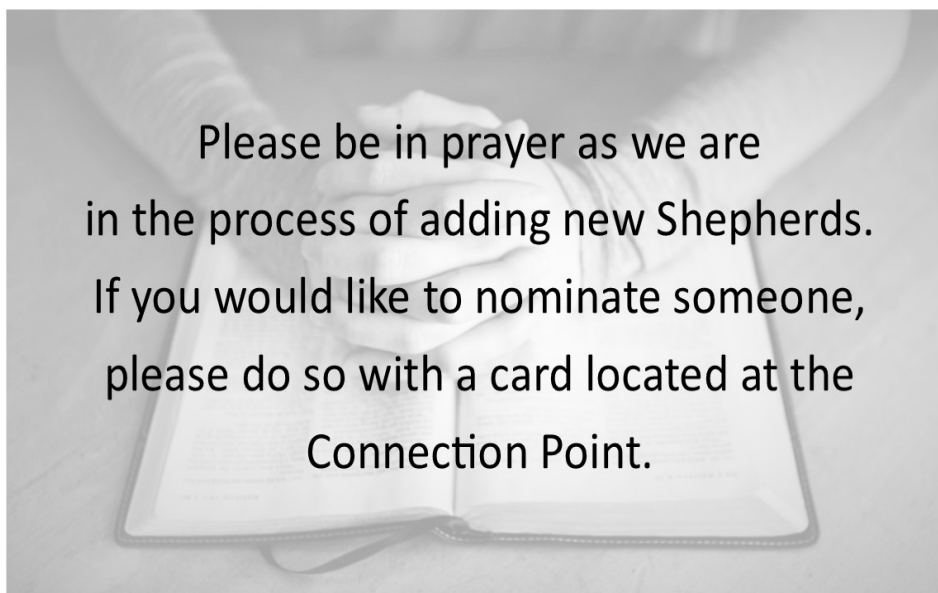 Please be in prayer as we are
in the process of adding new Shepherds.
If you would like to nominate someone,
please do so with a card located at the
Connection Point.